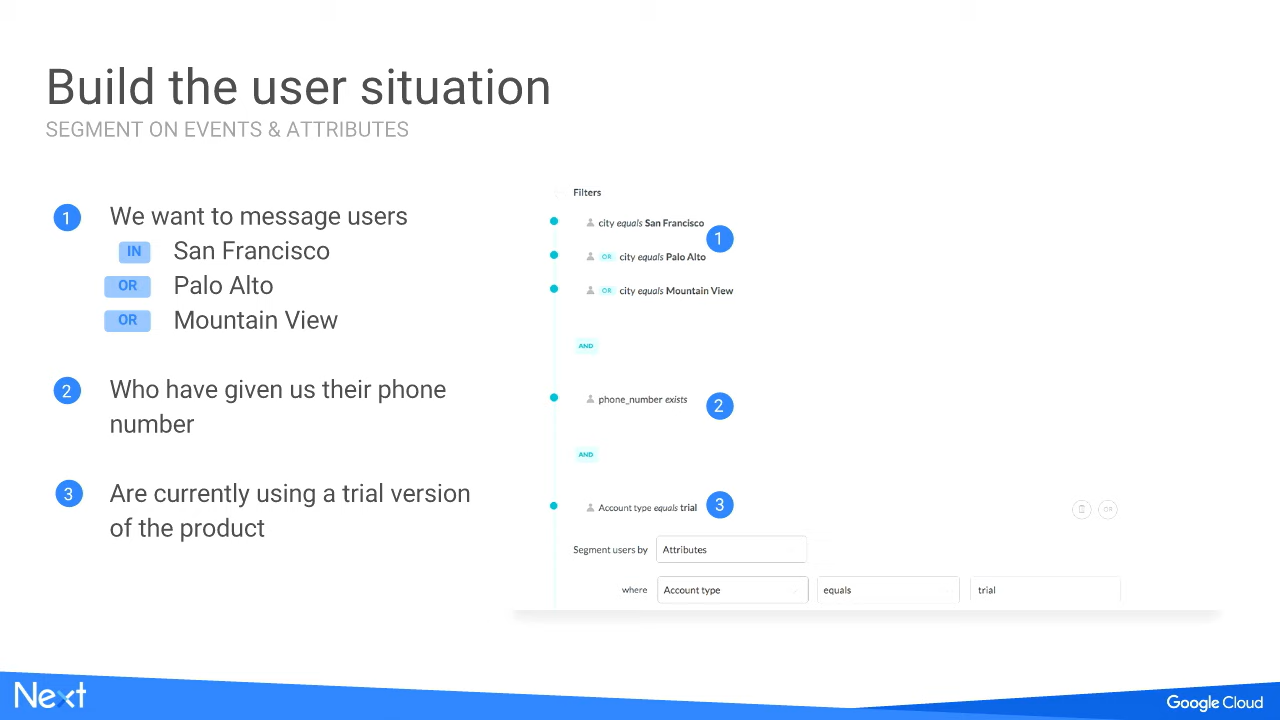 Build the user situation
SEGMENT ON EVENTS & ATTRIBUTES
1 We want to message users
IN San Francisco
OR Palo Alto
OR Mountain View
2 Who have given us their phone
number
3 Are currently using a trial version
of the product
Filters
city equals San Francisco
1
OR city equals Palo Alto
OR city equals Mountain View
AND
phone_number exists 2
AND
Account type equals trial 3 OR
Segment users by Attributes
where Account type equals trial
Next
Google Cloud